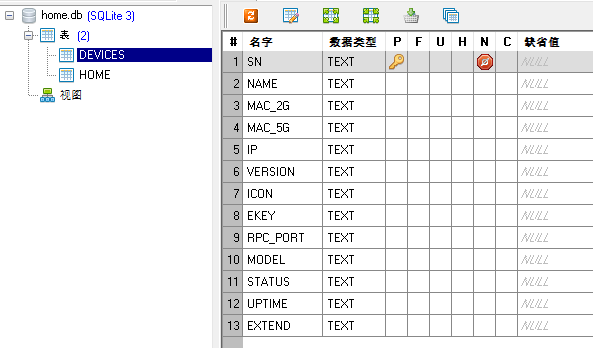 home.db (SQLite 3)
表 (2)
DEVICES
HOME
视图
# 名字 数据类型 P F U H N C 缺省值
1 SN TEXT NULL
2 NAME TEXT NULL
3 MAC_2G TEXT NULL
4 MAC_5G TEXT NULL
5 IP TEXT NULL
6 VERSION TEXT NULL
7 ICON TEXT NULL
8 EKEY TEXT NULL
9 RPC_PORT TEXT NULL
10 MODEL TEXT NULL
11 STATUS TEXT NULL
12 UPTIME TEXT NULL
13 EXTEND TEXT NULL